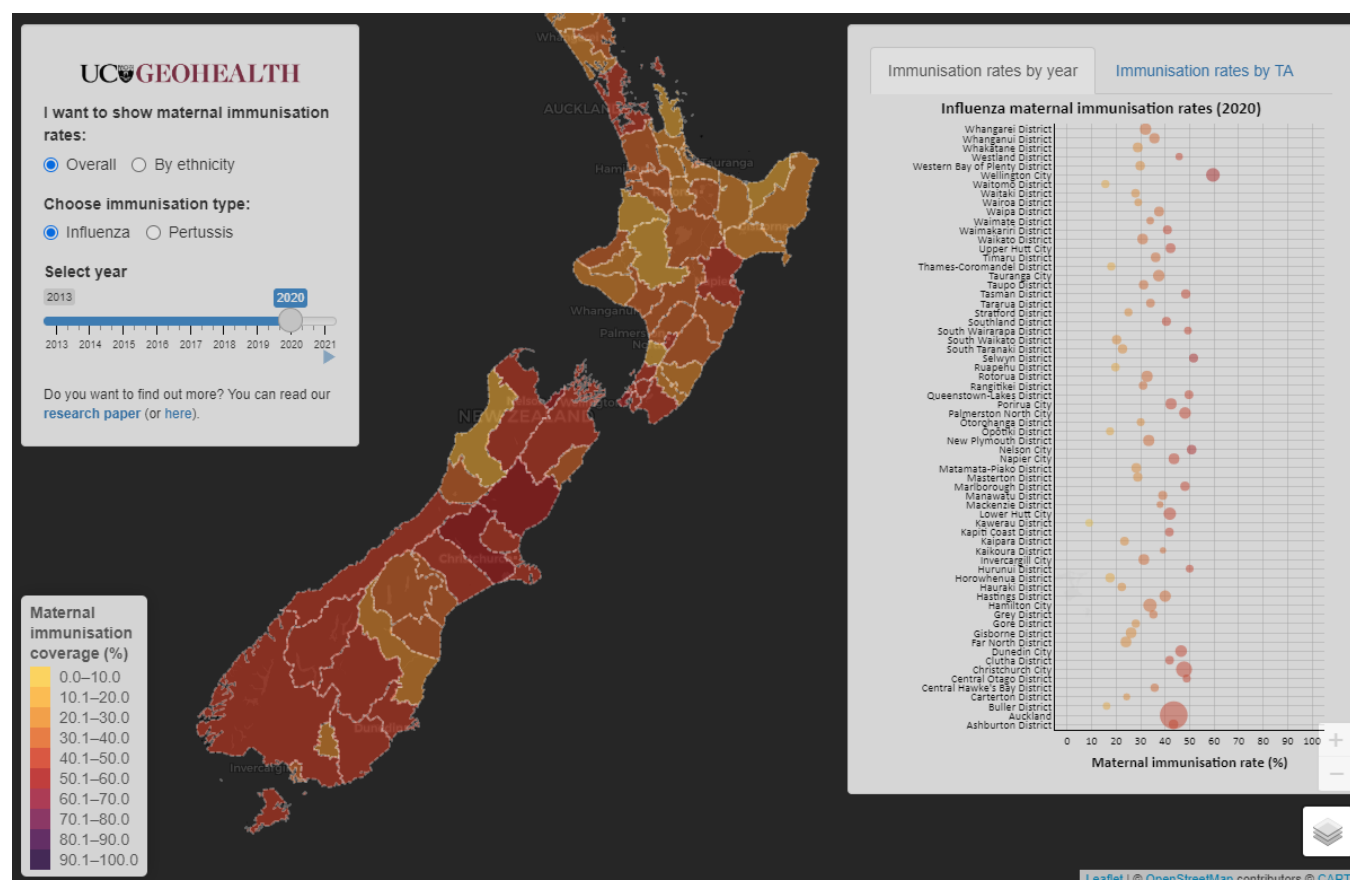 UC GEOHEALTH
I want to show maternal immunisation
rates:
Overall
By ethnicity
Choose immunisation type:
Influenza
Pertussis
Select year
2013
2020
2013 2014 2015 2016 2017 2018 2019 2020 2021
Do you want to find out more? You can read our
research paper (or here).
Maternal
immunisation
coverage (%)
0.0–10.0
10.1–20.0
20.1–30.0
30.1–40.0
40.1–50.0
50.1–60.0
60.1–70.0
70.1–80.0
80.1–90.0
90.1–100.0
AUCKLAN
Tauranga
Whanganui
Palmers
NEW ZEALAND
Christchurch
Dunedin
Invercargill
Immunisation rates by year
Immunisation rates by TA
Influenza maternal immunisation rates (2020)
Whangarei District
Whanganui District
Whakatane District
Westland District
Western Bay of Plenty District
Wellington City
Waitomo District
Waitaki District
Wairoa District
Waipa District
Waimate District
Waimakariri District
Waikato District
Upper Hutt City
Timaru District
Thames-Coromandel District
Tauranga City
Taupo District
Tasman District
Tararua District
Stratford District
Southland District
South Wairarapa District
South Waikato District
South Taranaki District
Selwyn District
Ruapehu District
Rotorua District
Rangitikei District
Queenstown-Lakes District
Porirua City
Palmerston North City
Otorohanga District
Opotiki District
New Plymouth District
Nelson City
Napier City
Matamata-Piako District
Masterton District
Marlborough District
Manawatu District
Mackenzie District
Lower Hutt City
Kawerau District
Kapiti Coast District
Kaipara District
Kaikoura District
Invercargill City
Hurunui District
Horowhenua District
Hauraki District
Hastings District
Hamilton City
Grey District
Gore District
Gisborne District
Far North District
Dunedin City
Clutha District
Christchurch City
Central Otago District
Central Hawke's Bay District
Carterton District
Buller District
Auckland
Ashburton District
0 10 20 30 40 50 60 70 80 90 100
Maternal immunisation rate (%)
+
−
Leaflet | © OpenStreetMap contributors © CART